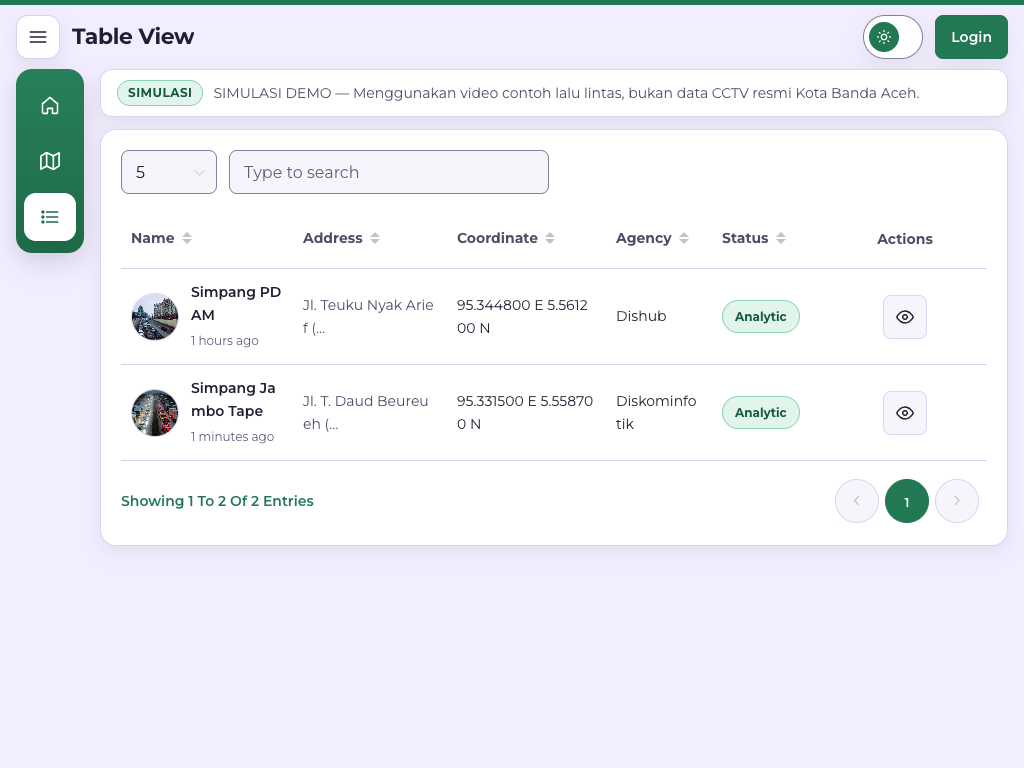 Table View
Login
SIMULASI
SIMULASI DEMO — Menggunakan video contoh lalu lintas, bukan data CCTV resmi Kota Banda Aceh.
5
Type to search
Name
Address
Coordinate
Agency
Status
Actions
Simpang PD
AM
1 hours ago
Jl. Teuku Nyak Arie
f (...
95.344800 E 5.5612
00 N
Dishub
Analytic
Simpang Ja
mbo Tape
1 minutes ago
Jl. T. Daud Beureu
eh (...
95.331500 E 5.55870
0 N
Diskominfo
tik
Analytic
Showing 1 To 2 Of 2 Entries
1